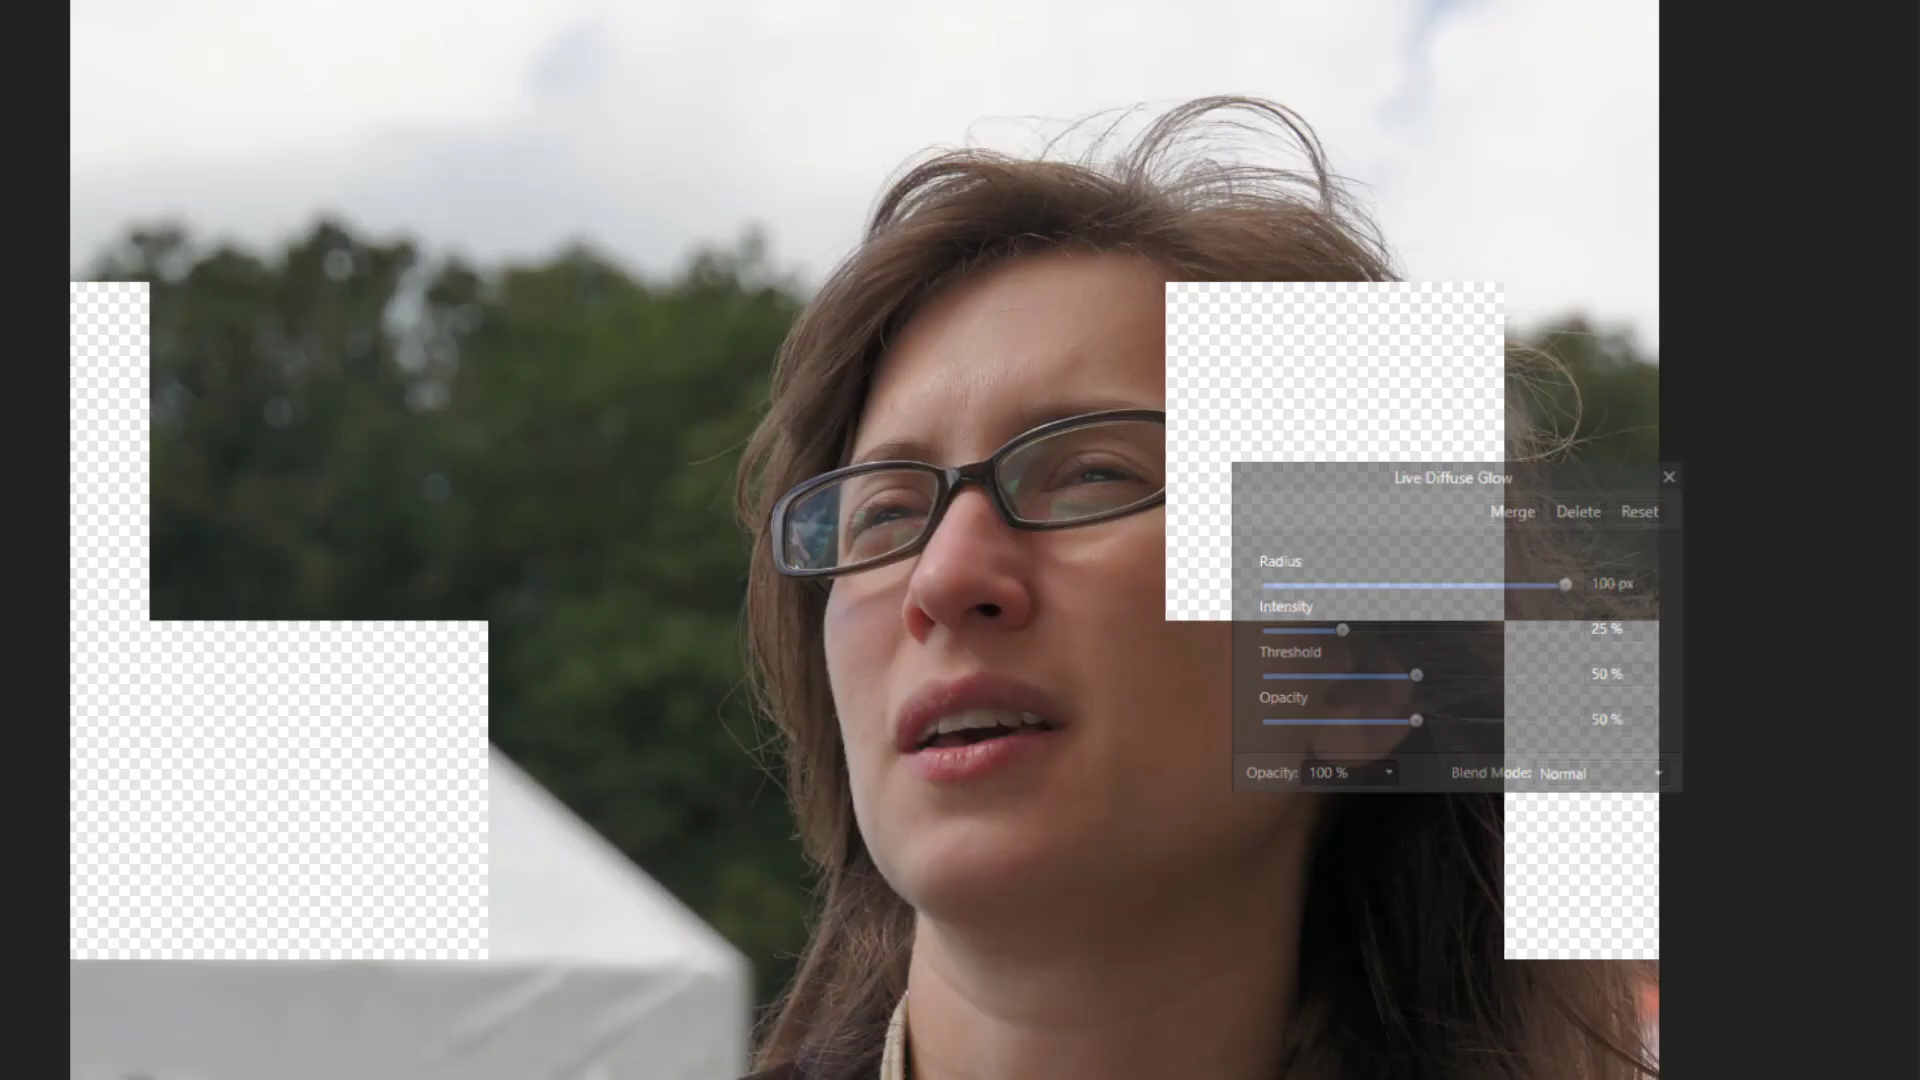 Live Diffuse Glow
Merge Delete Reset
Radius
100 px
Intensity
25 %
Threshold
50 %
Opacity
50 %
Opacity: 100 % Blend Mode: Normal